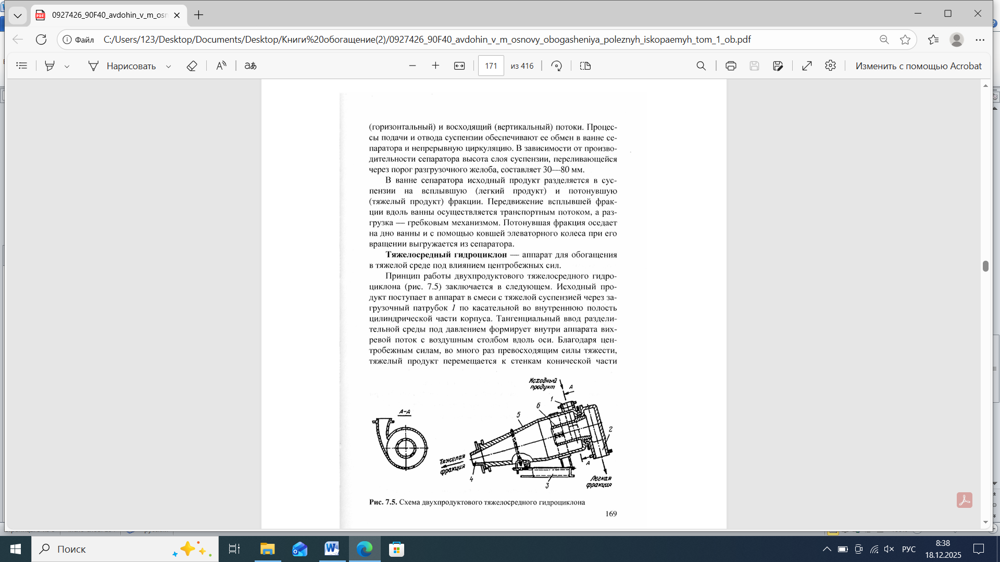 0927426_90F40_avdohin_v_m_osn
Файл
C:/Users/123/Desktop/Documents/Desktop/Книги%20обогащение(2)/0927426_90F40_avdohin_v_m_osnovy_obogasheniya_poleznyh_iskopaemyh_tom_1_ob.pdf
Нарисовать
aあ
171 из 416
Изменить с помощью Acrobat
(горизонтальный) и восходящий (вертикальный) потоки. Процес-
сы подачи и отвода суспензии обеспечивают ее обмен в ванне се-
паратора и непрерывную циркуляцию. В зависимости от произво-
дительности сепаратора высота слоя суспензии, переливающейся
через порог разгрузочного желоба, составляет 30—80 мм.
В ванне сепаратора исходный продукт разделяется в сус-
пензии на всплывшую (легкий продукт) и потонувшую
(тяжелый продукт) фракции. Передвижение всплывшей фрак-
ции вдоль ванны осуществляется транспортным потоком, а раз-
грузка — гребковым механизмом. Потонувшая фракция оседает
на дно ванны и с помощью ковшей элеваторного колеса при его
вращении выгружается из сепаратора.
Тяжелосредный гидроциклон — аппарат для обогащения
в тяжелой среде под влиянием центробежных сил.
Принцип работы двухпродуктового тяжелосредного гидро-
циклона (рис. 7.5) заключается в следующем. Исходный про-
дукт поступает в аппарат в смеси с тяжелой суспензией через за-
грузочный патрубок 1 по касательной во внутреннюю полость
цилиндрической части корпуса. Тангенциальный ввод раздели-
тельной среды под давлением формирует внутри аппарата вих-
ревой поток с воздушным столбом вдоль оси. Благодаря цен-
тробежным силам, во много раз превосходящим силы тяжести,
тяжелый продукт перемещается к стенкам конической части
Исходный
продукт
А
1
6
А-А
5
2
Тяжелая
фракция
А
4
3
Легкая
фракция
Рис. 7.5. Схема двухпродуктового тяжелосредного гидроциклона
169
Поиск
РУС
8:38
18.12.2025